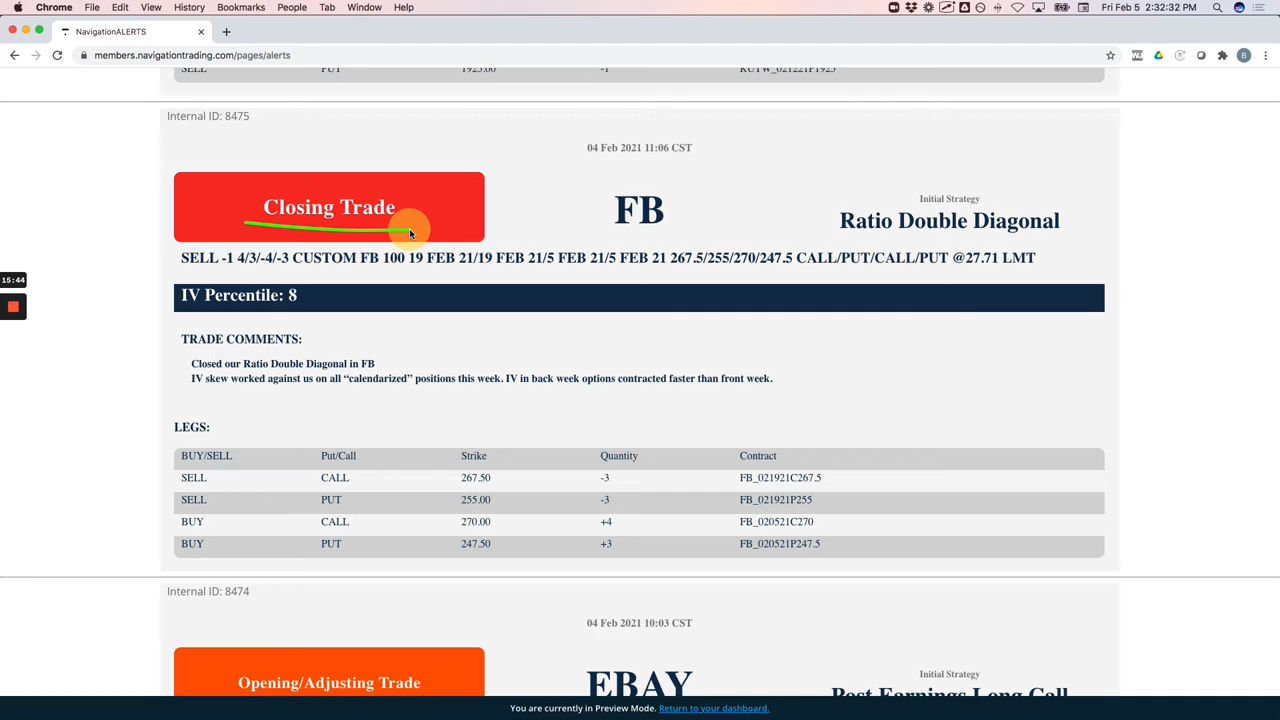 Chrome File Edit View History Bookmarks People Tab Window Help Fri Feb 5 2:32:32 PM
NavigationALERTS
members.navigationtrading.com/pages/alerts
SELL PUT 1925.00 -1 RUTW_021221P1925
Internal ID: 8475
04 Feb 2021 11:06 CST
Closing Trade
FB
Initial Strategy
Ratio Double Diagonal
SELL -1 4/3/-4/-3 CUSTOM FB 100 19 FEB 21/19 FEB 21/5 FEB 21/5 FEB 21 267.5/255/270/247.5 CALL/PUT/CALL/PUT @27.71 LMT
IV Percentile: 8
15:44
TRADE COMMENTS:
Closed our Ratio Double Diagonal in FB
IV skew worked against us on all “calendarized” positions this week. IV in back week options contracted faster than front week.
LEGS:
BUY/SELL Put/Call Strike Quantity Contract
SELL CALL 267.50 -3 FB_021921C267.5
SELL PUT 255.00 -3 FB_021921P255
BUY CALL 270.00 +4 FB_020521C270
BUY PUT 247.50 +3 FB_020521P247.5
Internal ID: 8474
04 Feb 2021 10:03 CST
Opening/Adjusting Trade
EBAY
Initial Strategy
Post Earnings Long Call
You are currently in Preview Mode. Return to your dashboard.